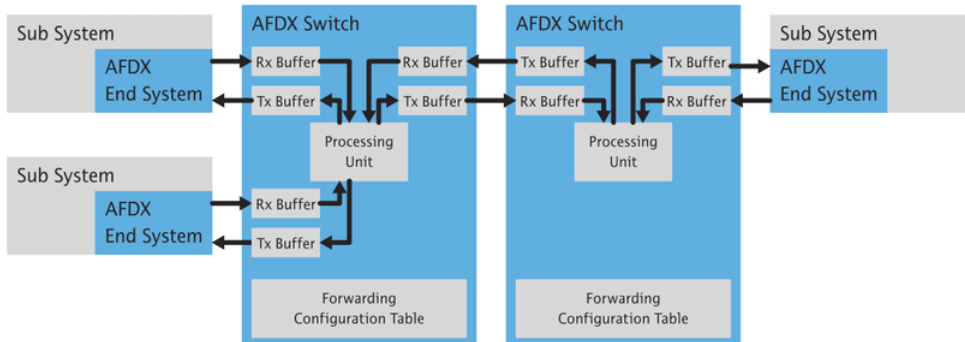 Sub System
AFDX
End System
Sub System
AFDX
End System
AFDX Switch
Rx Buffer
Rx Buffer
Tx Buffer
Tx Buffer
Processing
Unit
Rx Buffer
Tx Buffer
Forwarding
Configuration Table
AFDX Switch
Tx Buffer
Tx Buffer
Rx Buffer
Rx Buffer
Processing
Unit
Forwarding
Configuration Table
Sub System
AFDX
End System